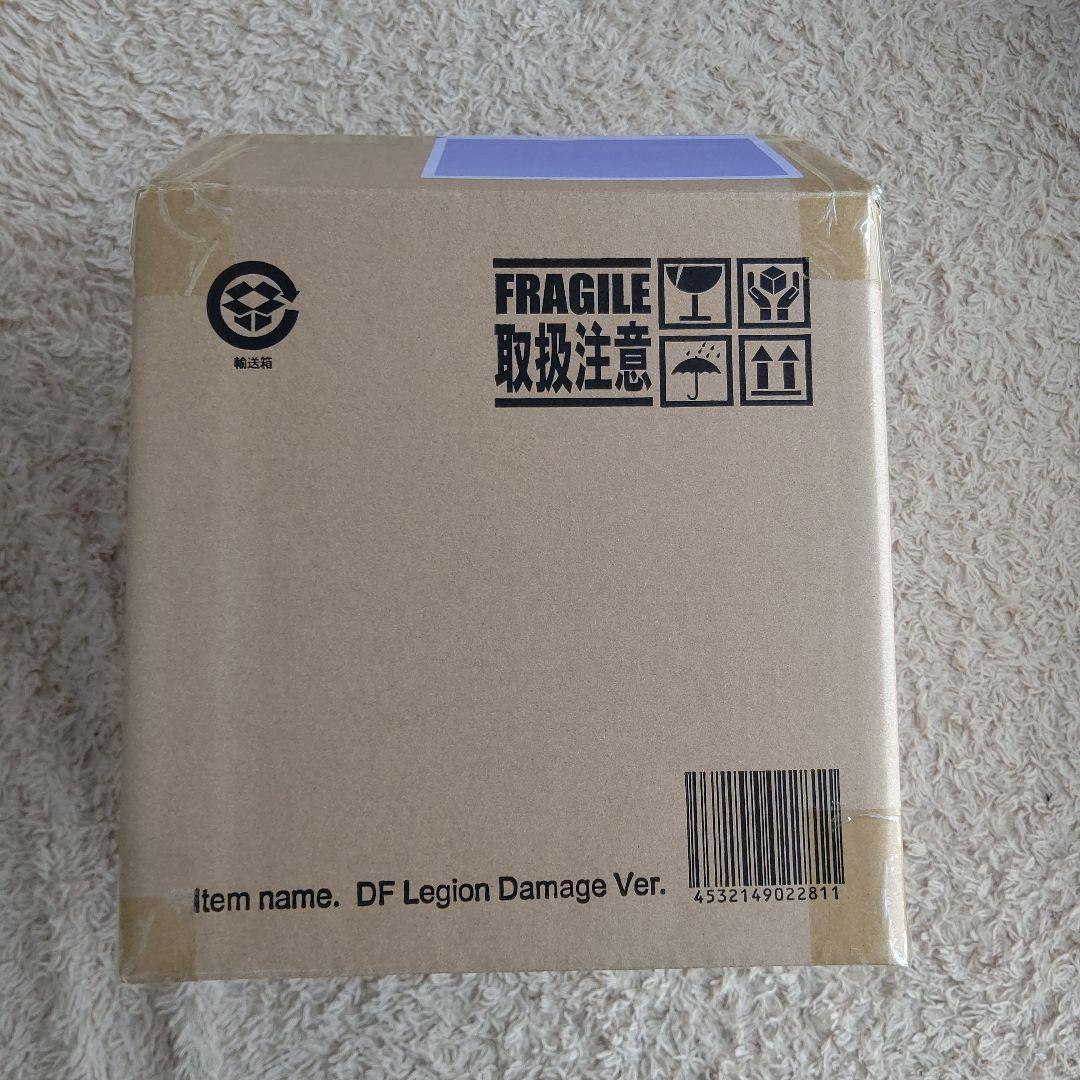 FRAGILE
取扱注意
輸送箱
Item name. DF Legion Damage Ver.
4532149022811